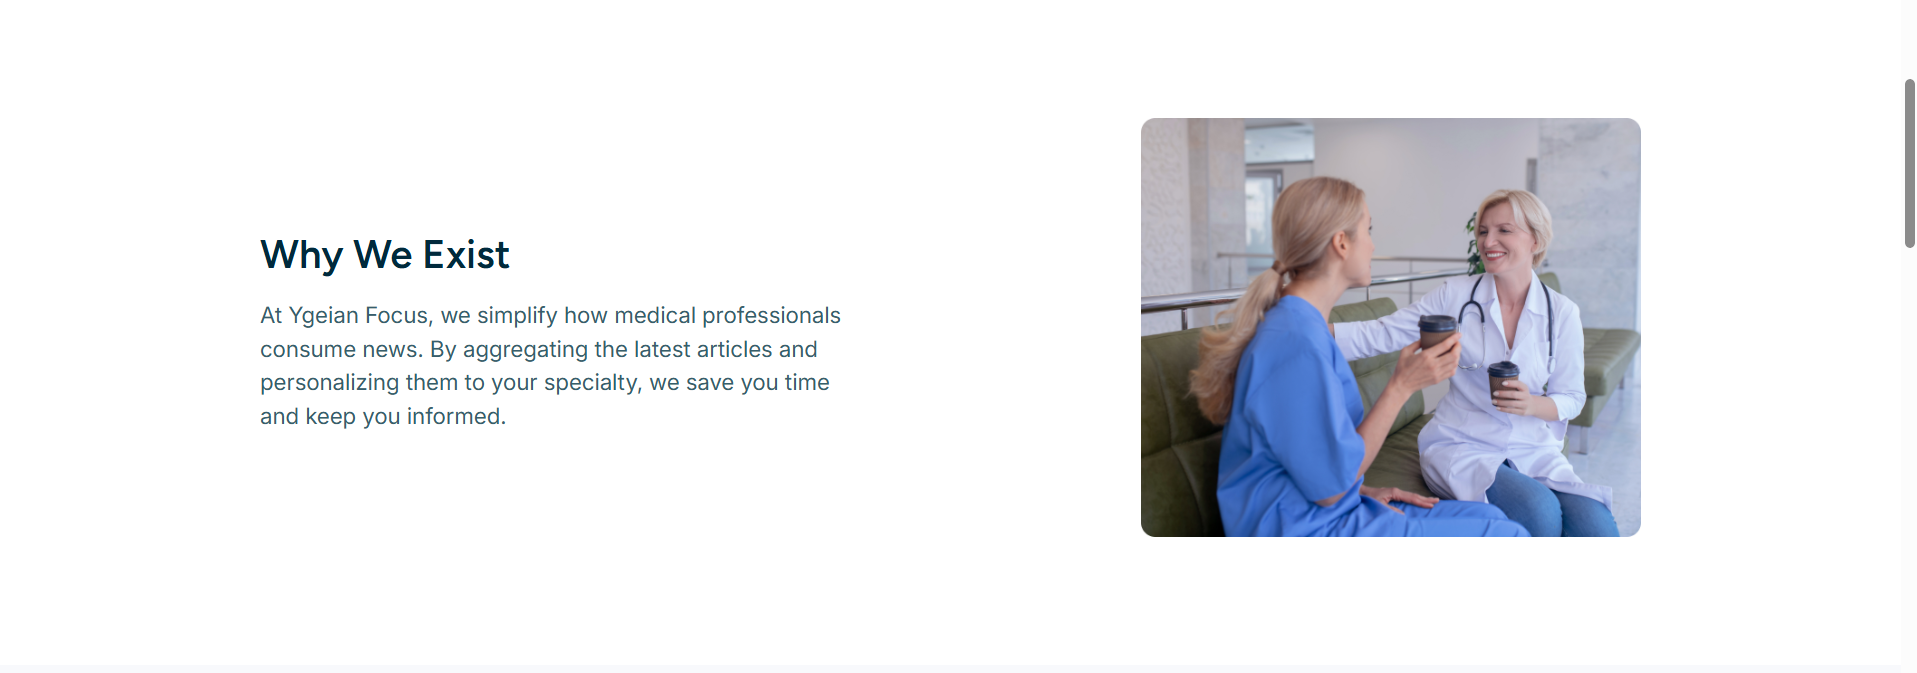 Why We Exist
At Ygeian Focus, we simplify how medical professionals
consume news. By aggregating the latest articles and
personalizing them to your specialty, we save you time
and keep you informed.